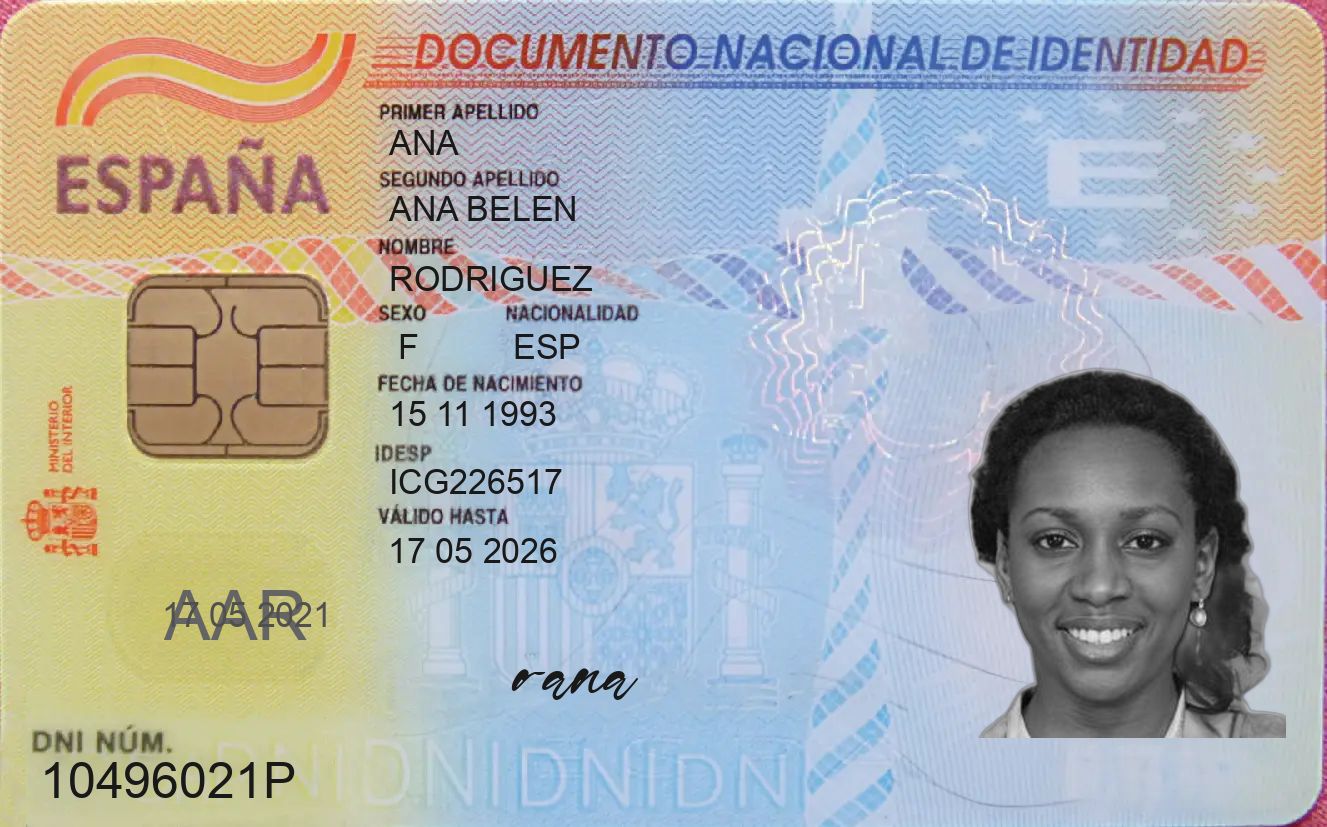 DOCUMENTO NACIONAL DE IDENTIDAD
ESPAÑA
PRIMER APELLIDO
ANA
SEGUNDO APELLIDO
ANA BELEN
NOMBRE
RODRIGUEZ
SEXO NACIONALIDAD
F ESP
FECHA DE NACIMIENTO
15 11 1993
IDESP
ICG226517
VÁLIDO HASTA
17 05 2026
MINISTERIO
DEL INTERIOR
E
AAR
17 05 2021
rana
DNI NÚM.
10496021P
DNIDNIDNIDNI